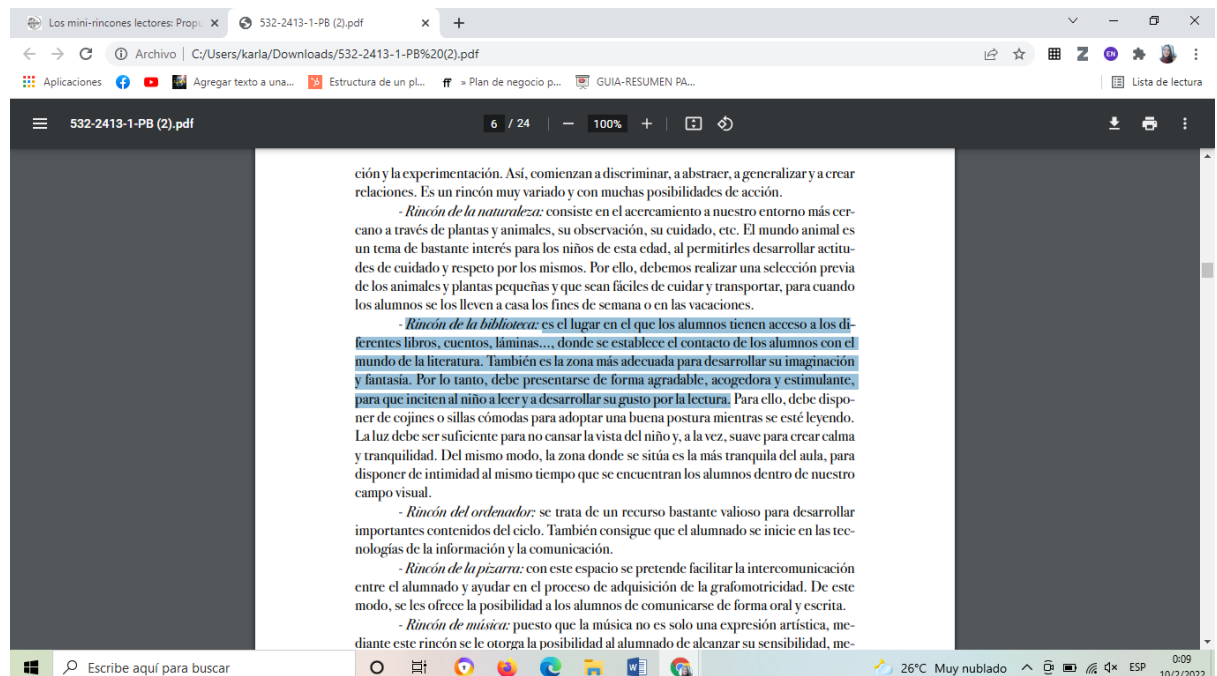 Los mini-rincones lectores: Propu
532-2413-1-PB (2).pdf
Archivo | C:/Users/karla/Downloads/532-2413-1-PB%20(2).pdf
Aplicaciones
Agregar texto a una...
Estructura de un pl...
» Plan de negocio p...
GUIA-RESUMEN PA...
Lista de lectura
532-2413-1-PB (2).pdf
6 / 24
100%
ción y la experimentación. Así, comienzan a discriminar, a abstraer, a generalizar y a crear
relaciones. Es un rincón muy variado y con muchas posibilidades de acción.
- Rincón de la naturaleza: consiste en el acercamiento a nuestro entorno más cer-
cano a través de plantas y animales, su observación, su cuidado, etc. El mundo animal es
un tema de bastante interés para los niños de esta edad, al permitirles desarrollar actitu-
des de cuidado y respeto por los mismos. Por ello, debemos realizar una selección previa
de los animales y plantas pequeñas y que sean fáciles de cuidar y transportar, para cuando
los alumnos se los lleven a casa los fines de semana o en las vacaciones.
- Rincón de la biblioteca: es el lugar en el que los alumnos tienen acceso a los di-
ferentes libros, cuentos, láminas..., donde se establece el contacto de los alumnos con el
mundo de la literatura. También es la zona más adecuada para desarrollar su imaginación
y fantasía. Por lo tanto, debe presentarse de forma agradable, acogedora y estimulante,
para que inciten al niño a leer y a desarrollar su gusto por la lectura. Para ello, debe dispo-
ner de cojines o sillas cómodas para adoptar una buena postura mientras se esté leyendo.
La luz debe ser suficiente para no cansar la vista del niño y, a la vez, suave para crear calma
y tranquilidad. Del mismo modo, la zona donde se sitúa es la más tranquila del aula, para
disponer de intimidad al mismo tiempo que se encuentran los alumnos dentro de nuestro
campo visual.
- Rincón del ordenador: se trata de un recurso bastante valioso para desarrollar
importantes contenidos del ciclo. También consigue que el alumnado se inicie en las tec-
nologías de la información y la comunicación.
- Rincón de la pizarra: con este espacio se pretende facilitar la intercomunicación
entre el alumnado y ayudar en el proceso de adquisición de la grafomotricidad. De este
modo, se les ofrece la posibilidad a los alumnos de comunicarse de forma oral y escrita.
- Rincón de música: puesto que la música no es solo una expresión artística, me-
diante este rincón se le otorga la posibilidad al alumnado de alcanzar su sensibilidad, me-
Escribe aquí para buscar
26°C Muy nublado
ESP
0:09
10/2/2022